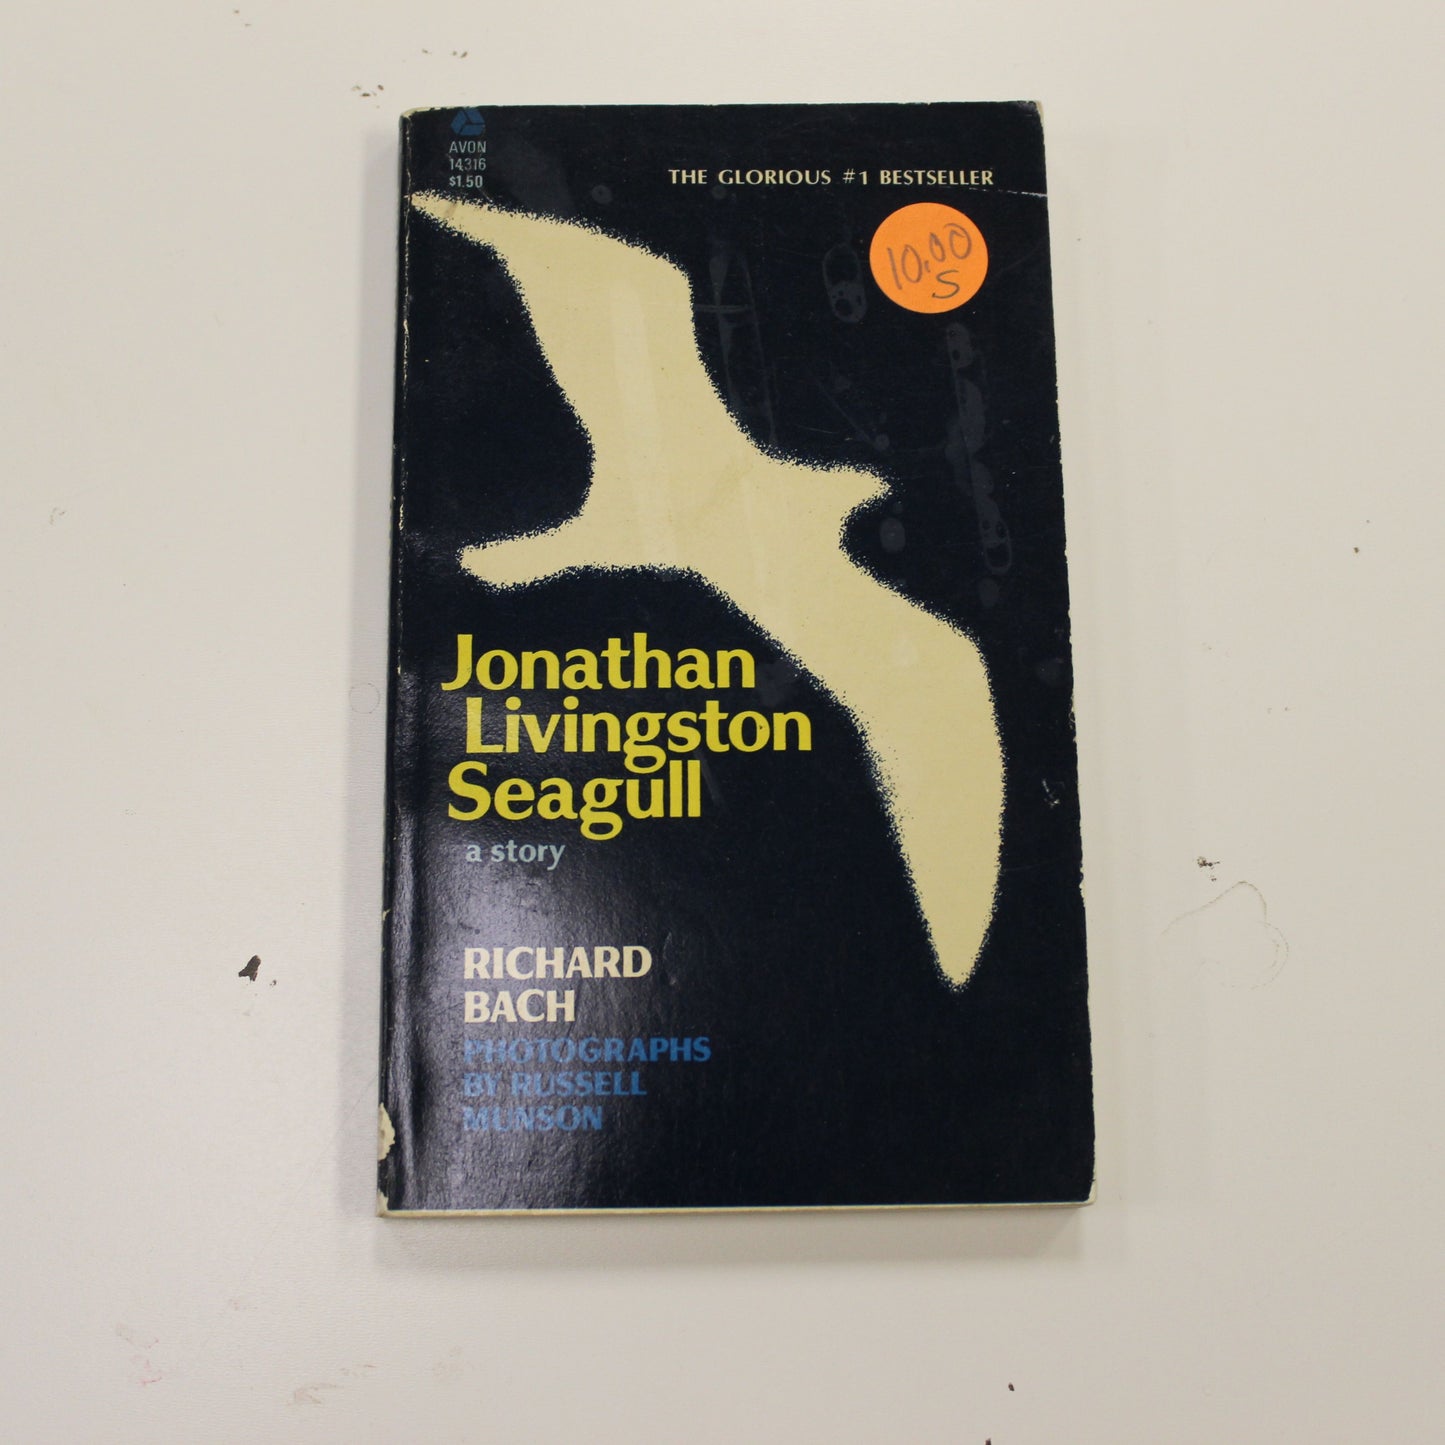 AVON
14316
$1.50
THE GLORIOUS #1 BESTSELLER
10.00
S
Jonathan
Livingston
Seagull
a story
RICHARD
BACH
PHOTOGRAPHS
BY RUSSELL
MUNSON